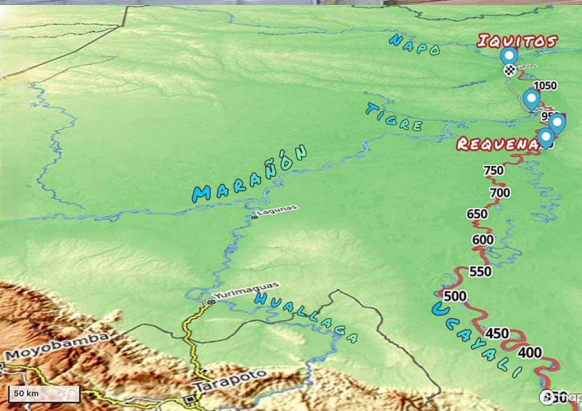 NAPO
IQUITOS
1050
TIGRE
REQUENA
MARAÑÓN
750
700
Lagunas
650
600
550
Yurimaguas
500
HUALLAGA
UCAYALI
450
Moyobamba
400
Tarapoto
50 km
350